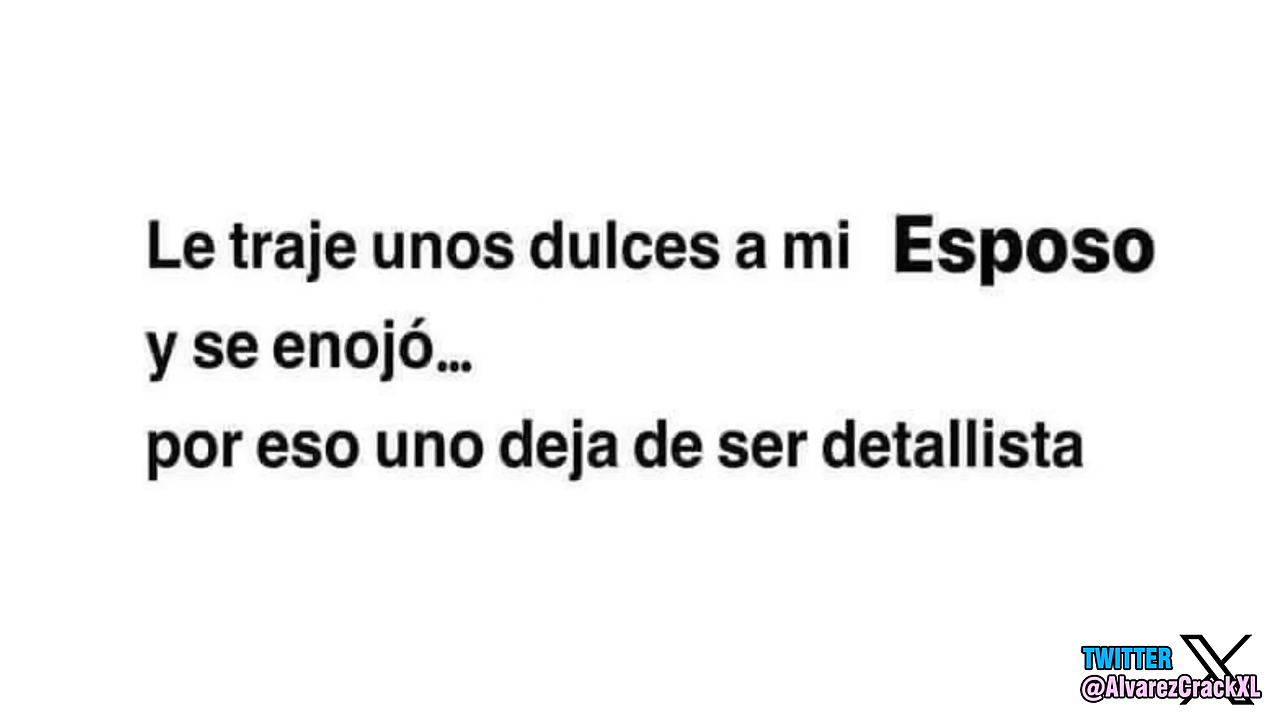 Le traje unos dulces a mi Esposo
y se enojó...
por eso uno deja de ser detallista
TWITTER X
@AlvarezCrackXL